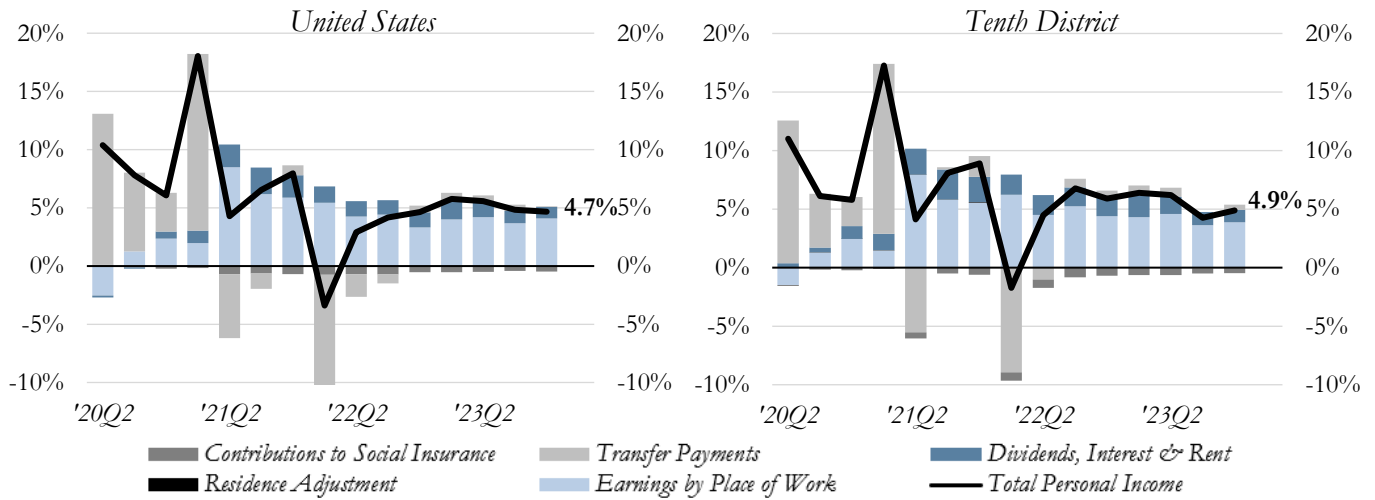 United States
Tenth District
20% 20% 20% 20%
15% 15% 15% 15%
10% 10% 10% 10%
5% 4.7% 5% 5% 4.9% 5%
0% 0% 0% 0%
-5% -5% -5% -5%
-10% -10% -10% -10%
'20Q2 '21Q2 '22Q2 '23Q2 '20Q2 '21Q2 '22Q2 '23Q2
Contributions to Social Insurance Transfer Payments Dividends, Interest & Rent
Residence Adjustment Earnings by Place of Work Total Personal Income